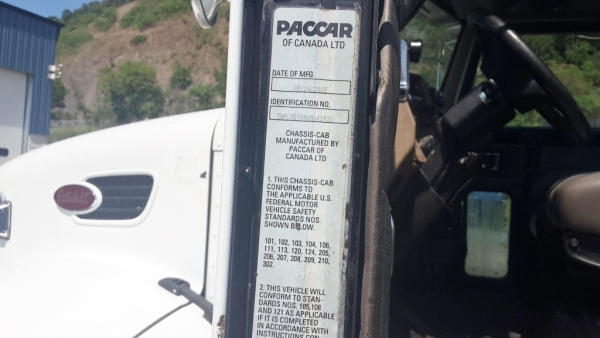 PACCAR
OF CANADA LTD
DATE OF MFG
IDENTIFICATION NO.
CHASSIS-CAB
MANUFACTURED BY
PACCAR OF
CANADA LTD
1. THIS CHASSIS-CAB
CONFORMS TO
THE APPLICABLE U.S.
FEDERAL MOTOR
VEHICLE SAFETY
STANDARDS NOS.
SHOWN BELOW.
101, 102, 103, 104, 106,
111, 113, 120, 124, 205,
206, 207, 208, 209, 210,
302.
2. THIS VEHICLE WILL
CONFORM TO STAN-
DARDS NOS. 105,108
AND 121 AS APPLICABLE
IF IT IS COMPLETED
IN ACCORDANCE WITH
INSTRUCTIONS CON